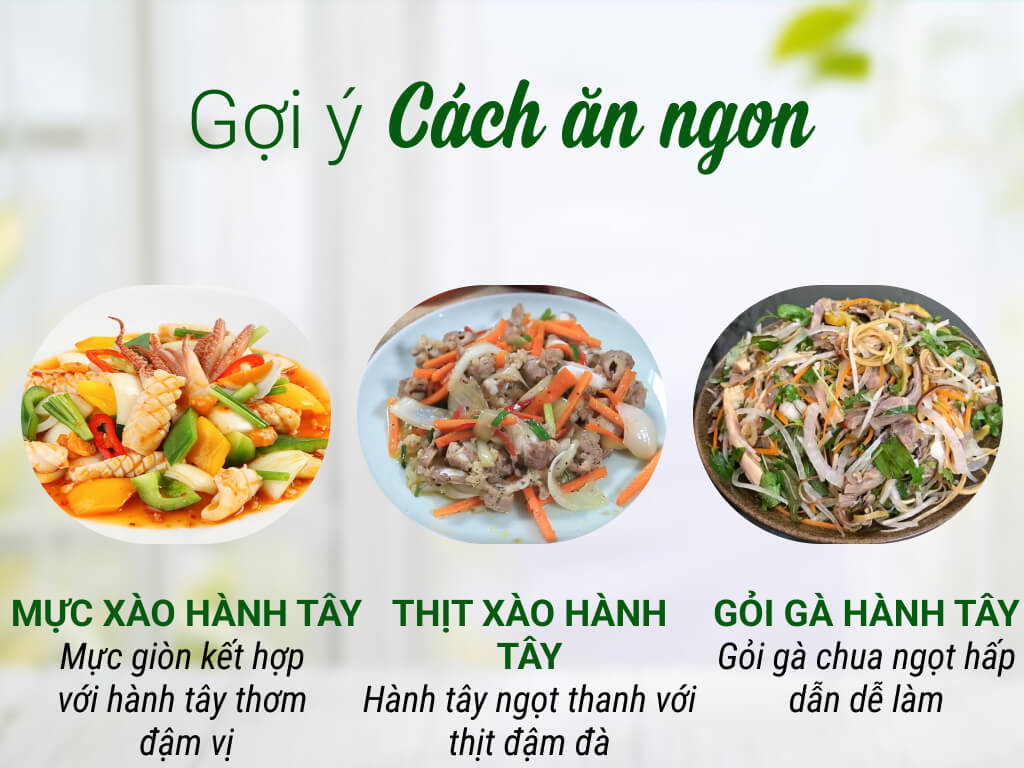 Gợi ý Cách ăn ngon
MỰC XÀO HÀNH TÂY
Mực giòn kết hợp
với hành tây thơm
đậm vị
THỊT XÀO HÀNH
TÂY
Hành tây ngọt thanh với
thịt đậm đà
GỎI GÀ HÀNH TÂY
Gỏi gà chua ngọt hấp
dẫn dễ làm